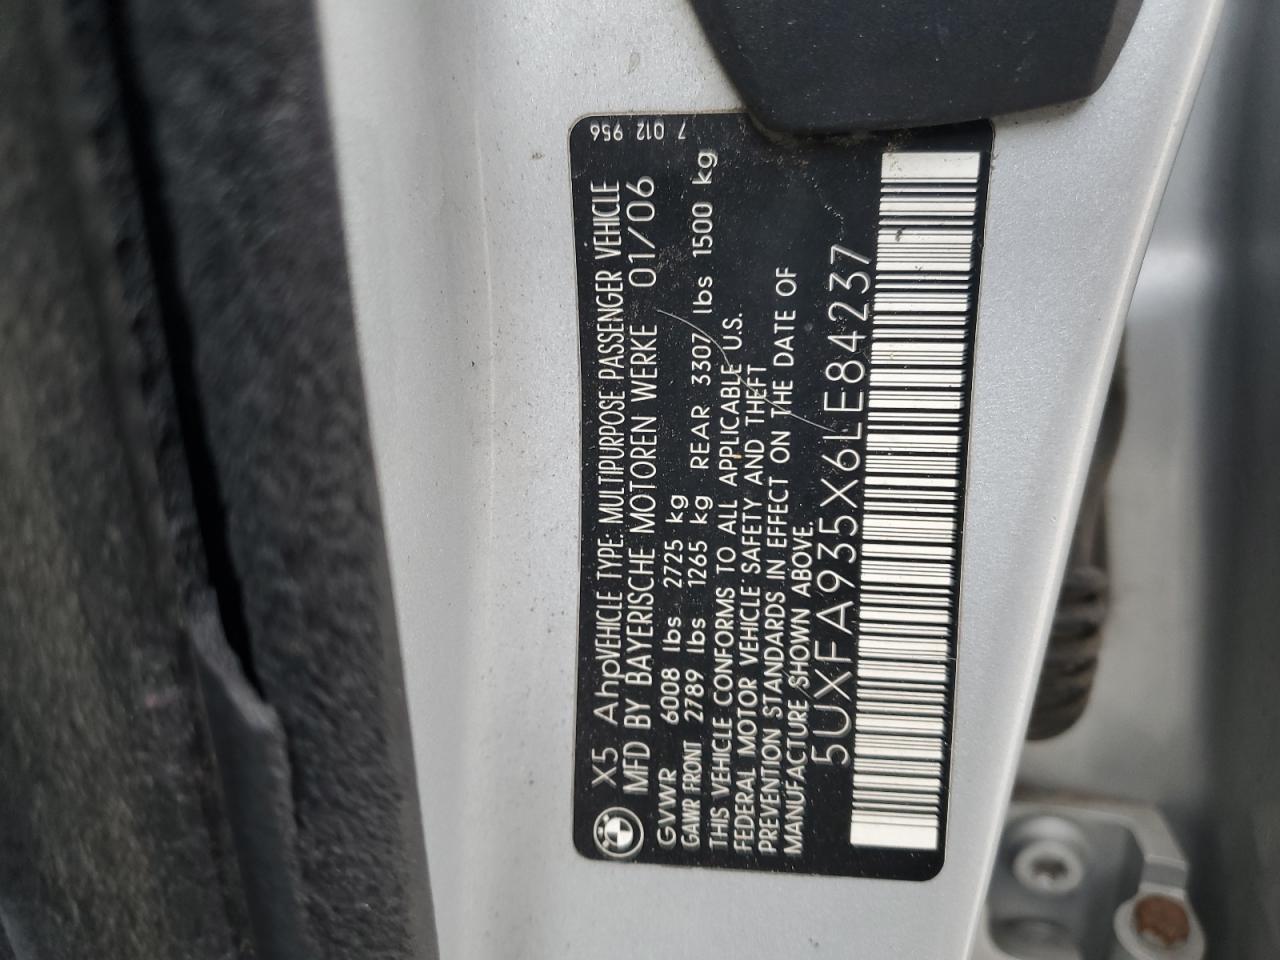 7 012 956
X5 Ahp VEHICLE TYPE: MULTIPURPOSE PASSENGER VEHICLE
MFD BY BAYERISCHE MOTOREN WERKE 01/06
GVWR 6008 lbs 2725 kg
GAWR FRONT 2789 lbs 1265 kg REAR 3307 lbs 1500 kg
THIS VEHICLE CONFORMS TO ALL APPLICABLE U.S.
FEDERAL MOTOR VEHICLE SAFETY AND THEFT
PREVENTION STANDARDS IN EFFECT ON THE DATE OF
MANUFACTURE SHOWN ABOVE.
5UXFA935X6LE84237